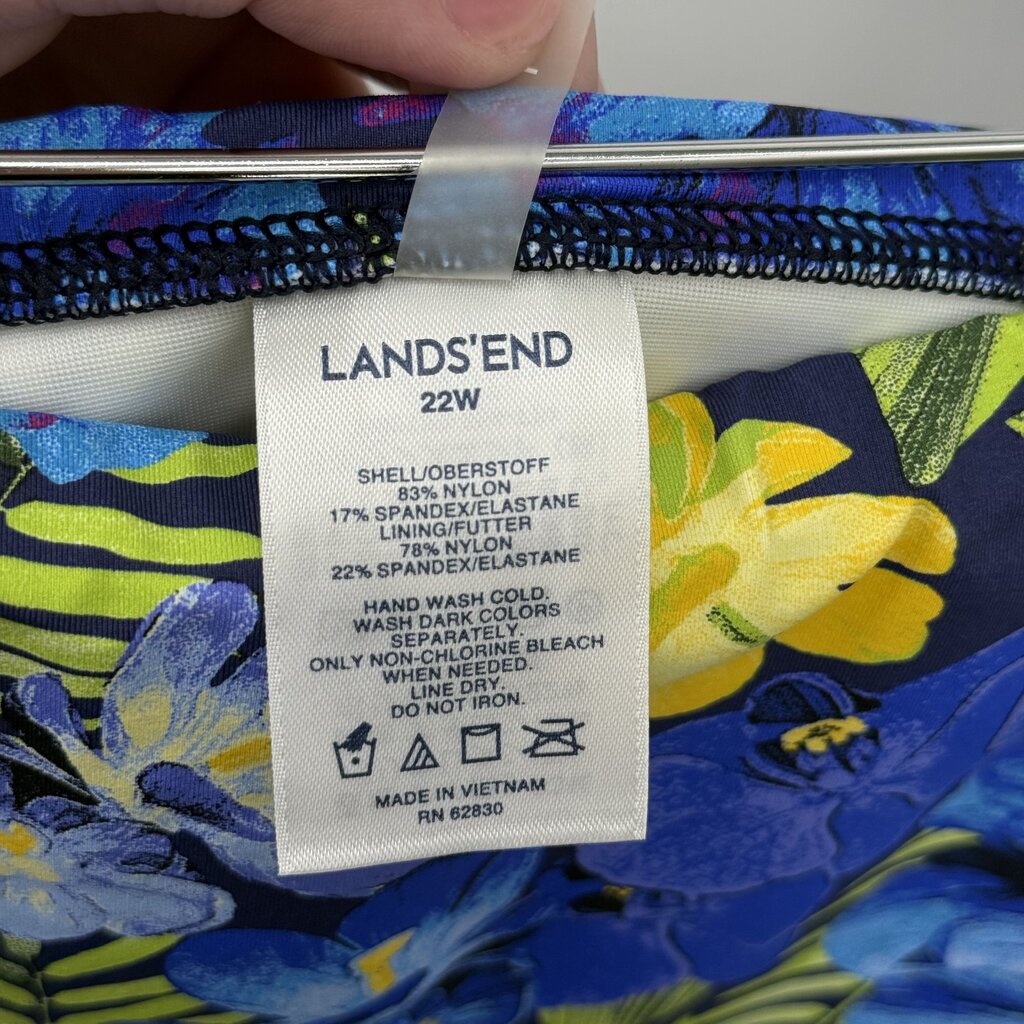 LANDS'END
22W
SHELL/OBERSTOFF
83% NYLON
17% SPANDEX/ELASTANE
LINING/FUTTER
78% NYLON
22% SPANDEX/ELASTANE
HAND WASH COLD.
WASH DARK COLORS
SEPARATELY.
ONLY NON-CHLORINE BLEACH
WHEN NEEDED.
LINE DRY.
DO NOT IRON.
MADE IN VIETNAM
RN 62830